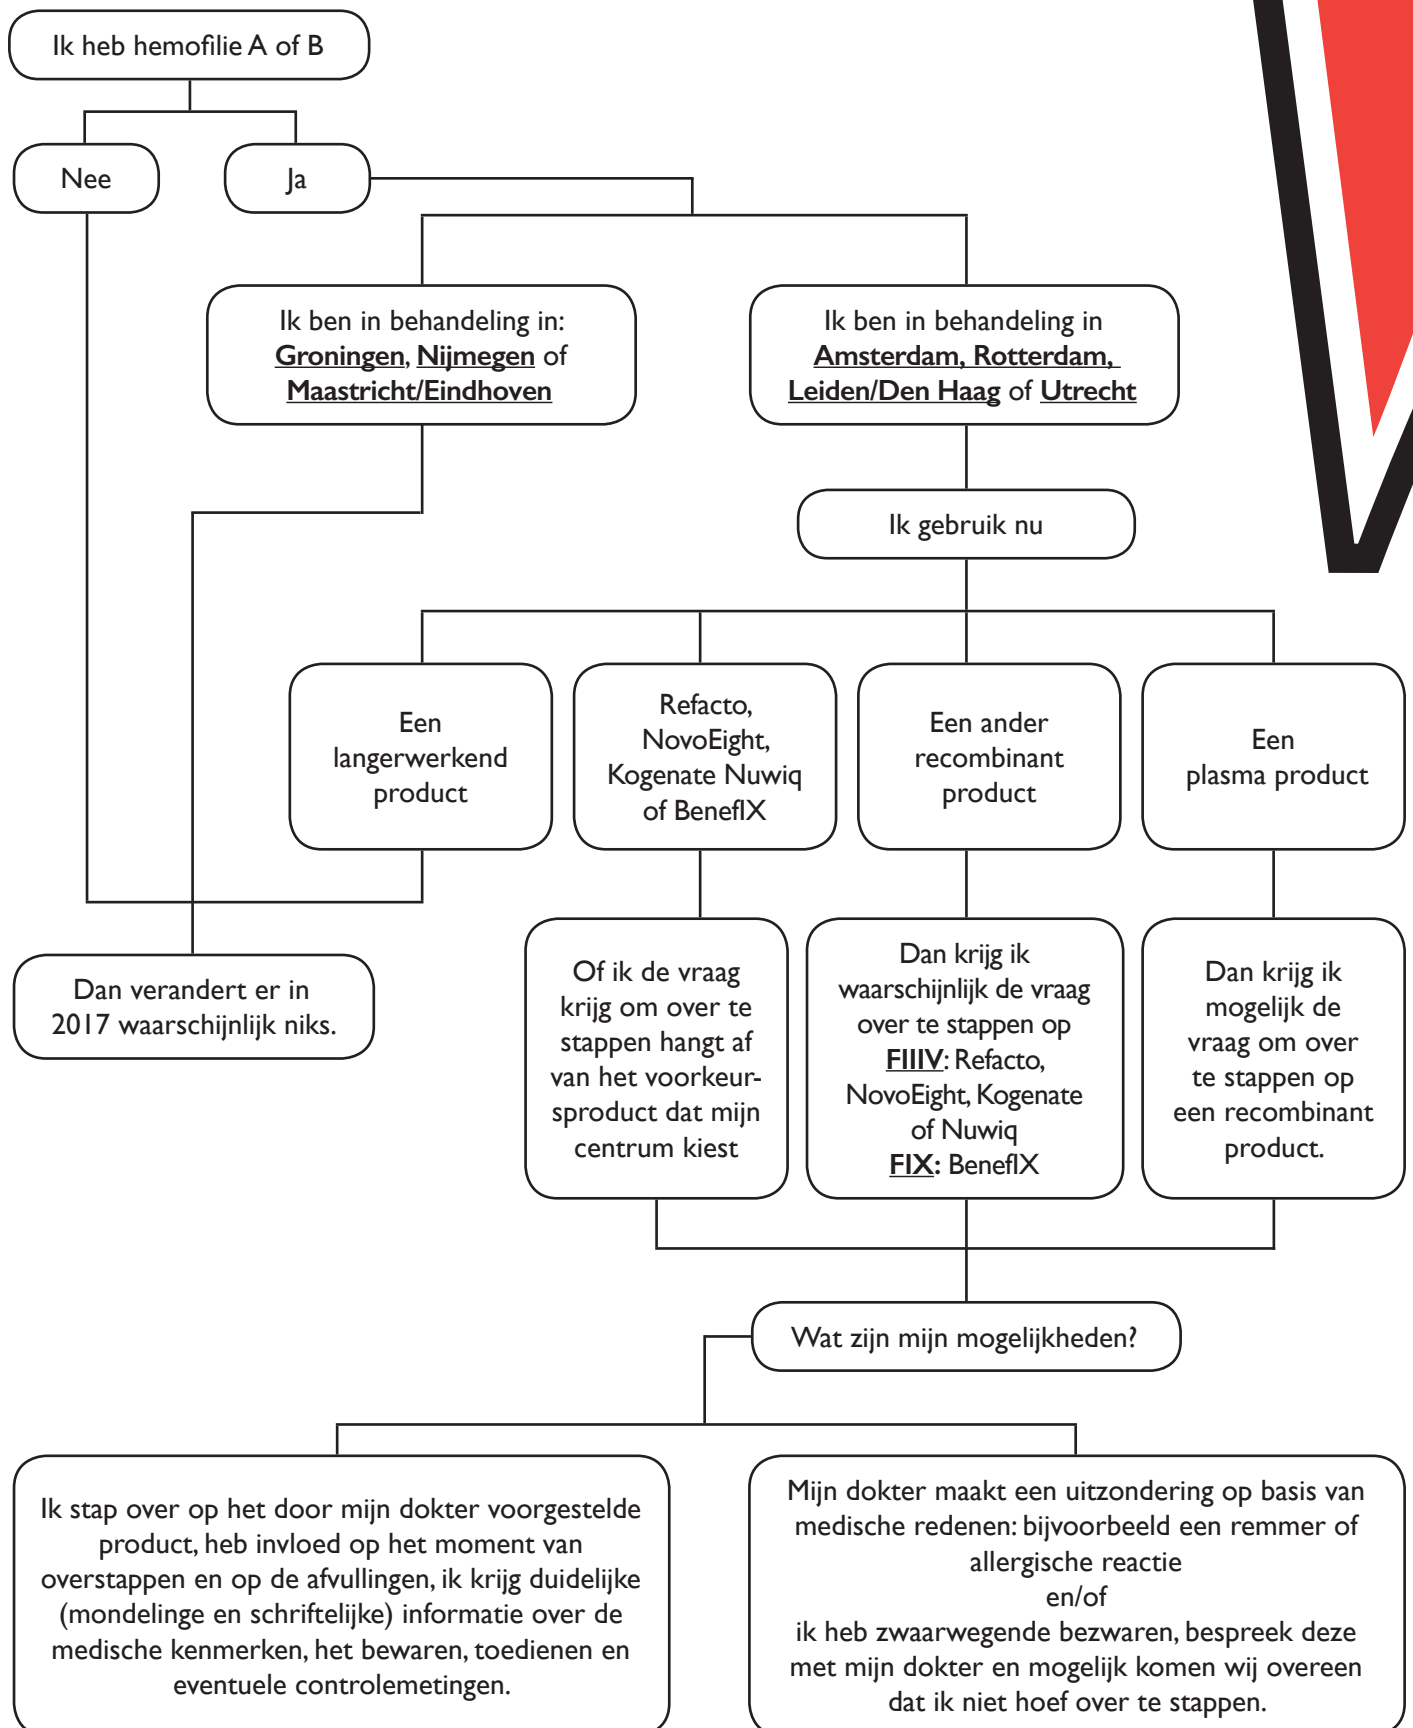 Ik heb hemofilie A of B
Nee
Ja
Ik ben in behandeling in:
Groningen, Nijmegen of
Maastricht/Eindhoven
Ik ben in behandeling in
Amsterdam, Rotterdam,
Leiden/Den Haag of Utrecht
Ik gebruik nu
Een
langerwerkend
product
Refacto,
NovoEight,
Kogenate Nuwiq
of BenefIX
Een ander
recombinant
product
Een
plasma product
Dan verandert er in
2017 waarschijnlijk niks.
Of ik de vraag
krijg om over te
stappen hangt af
van het voorkeur-
sproduct dat mijn
centrum kiest
Dan krijg ik
waarschijnlijk de vraag
over te stappen op
FIIIV: Refacto,
NovoEight, Kogenate
of Nuwiq
FIX: BenefIX
Dan krijg ik
mogelijk de
vraag om over
te stappen op
een recombinant
product.
Wat zijn mijn mogelijkheden?
Ik stap over op het door mijn dokter voorgestelde
product, heb invloed op het moment van
overstappen en op de afvullingen, ik krijg duidelijke
(mondelinge en schriftelijke) informatie over de
medische kenmerken, het bewaren, toedienen en
eventuele controlemetingen.
Mijn dokter maakt een uitzondering op basis van
medische redenen: bijvoorbeeld een remmer of
allergische reactie
en/of
ik heb zwaarwegende bezwaren, bespreek deze
met mijn dokter en mogelijk komen wij overeen
dat ik niet hoef over te stappen.